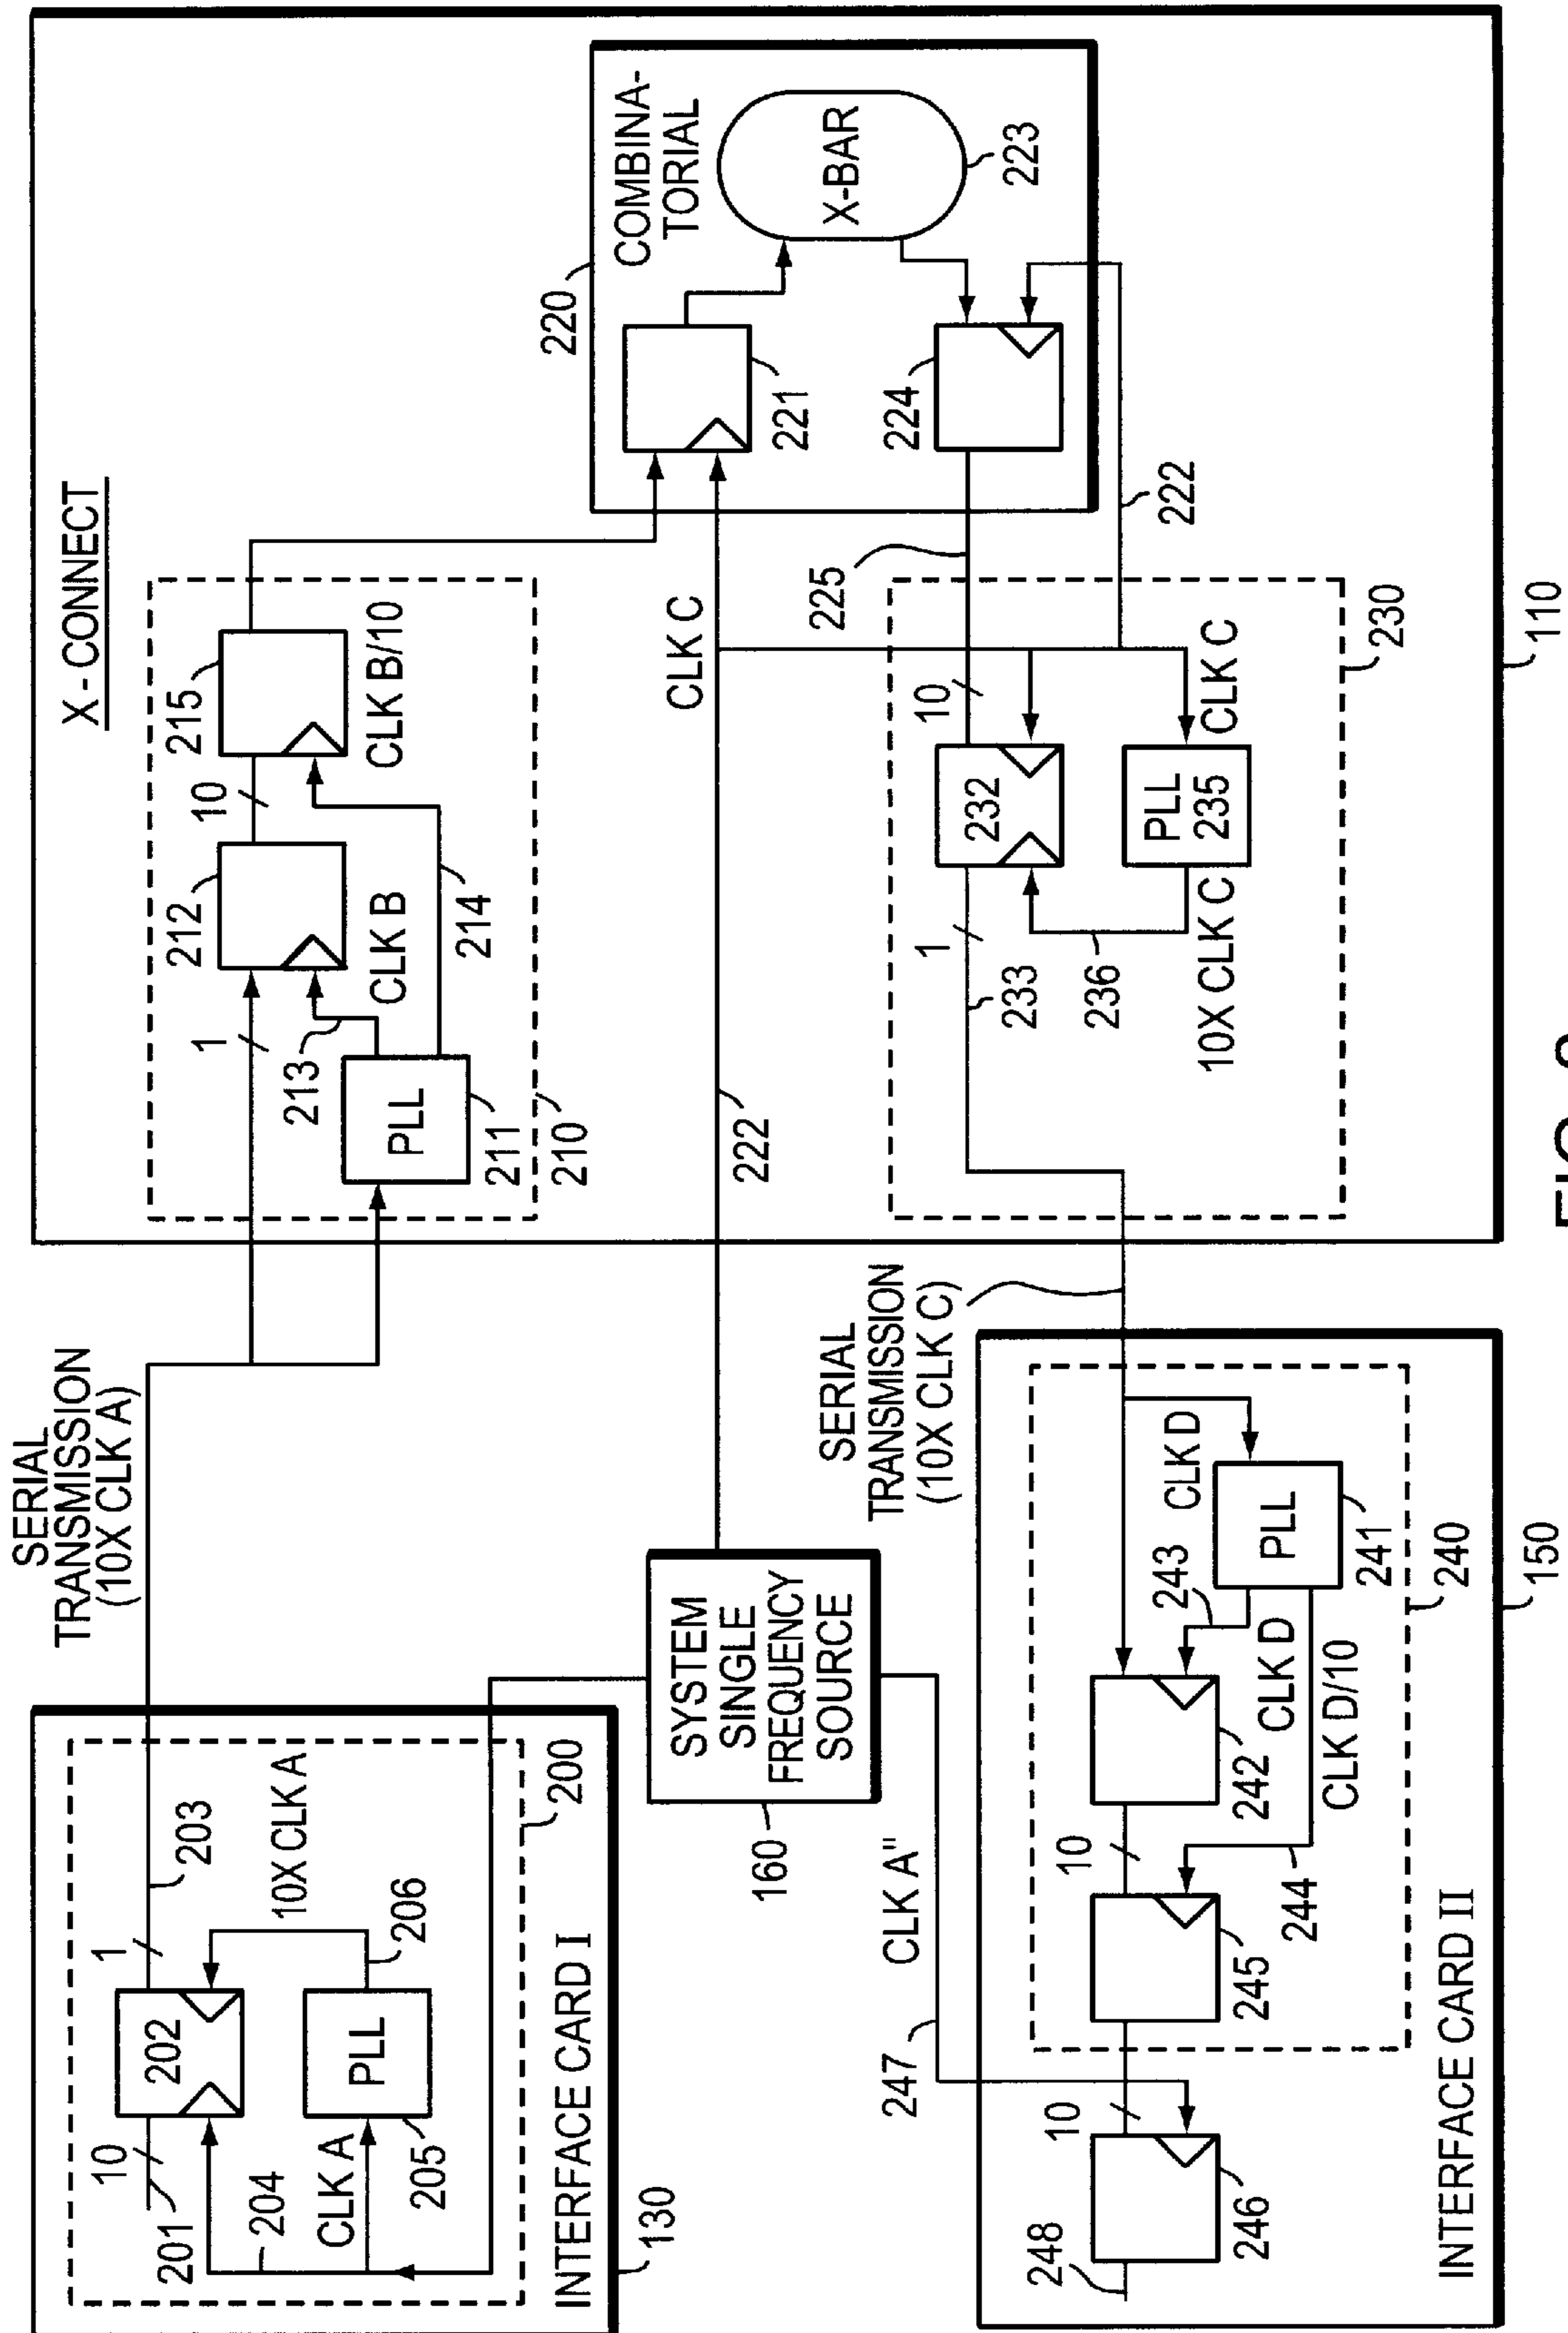 SERIAL
TRANSMISSION
(10X CLK A)
X - CONNECT
10
201
202
1
203
204
CLK A
PLL
205
10X CLK A
206
200
INTERFACE CARD I
130
1
213
PLL
211
210
212
CLK B
214
10
215
CLK B/10
220
COMBINA-
TORIAL
221
X-BAR
223
224
SYSTEM
SINGLE
FREQUENCY
SOURCE
160
222
CLK C
225
222
SERIAL
TRANSMISSION
(10X CLK C)
1
233
232
10
236
10X CLK C
PLL
235
CLK C
230
110
CLK A"
247
248
246
10
245
10
244
242
243
CLK D
CLK D
CLK D/10
PLL
241
240
INTERFACE CARD II
150